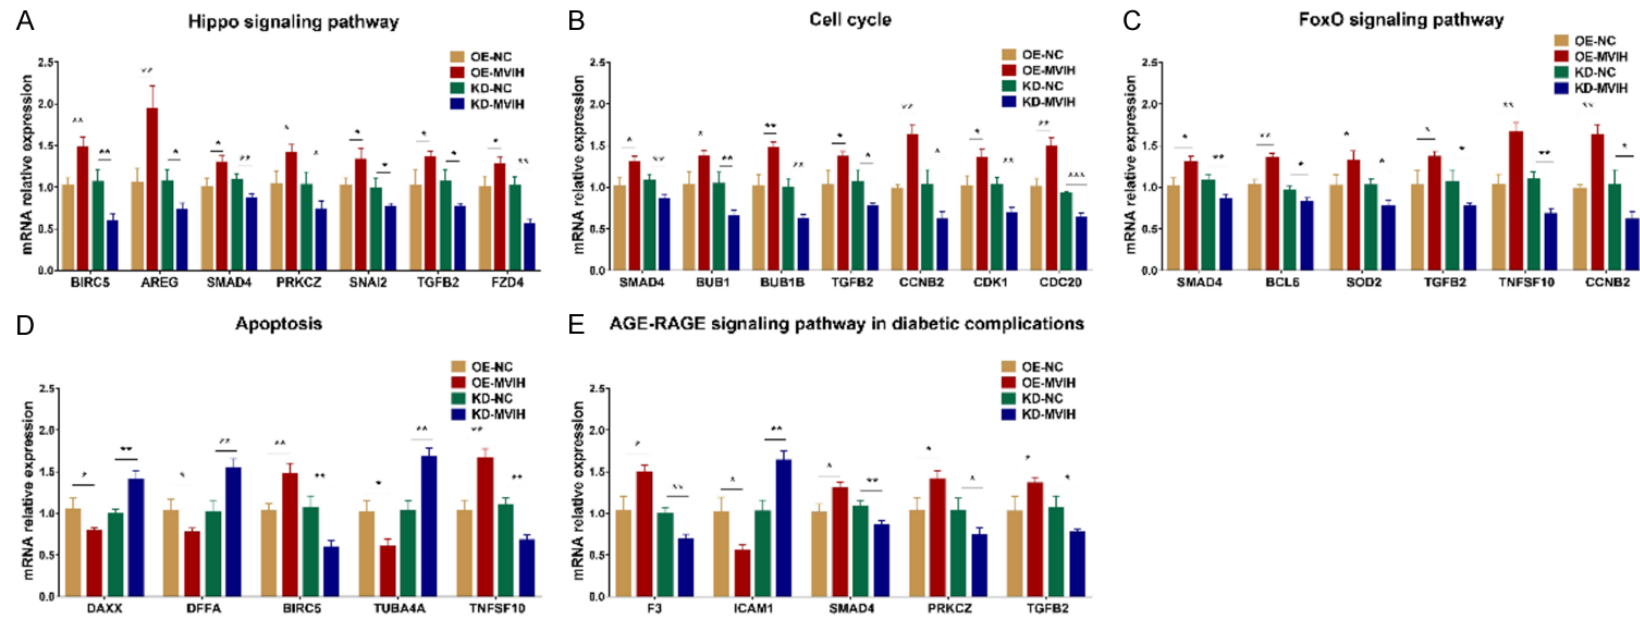 A
Hippo signaling pathway
OE-NC
OE-MVIH
KD-NC
KD-MVIH
mRNA relative expression
2.5
2.0
1.5
1.0
0.5
0.0
BIRC5 AREG SMAD4 PRKCZ SNAI2 TGFB2 FZD4
B
Cell cycle
OE-NC
OE-MVIH
KD-NC
KD-MVIH
mRNA relative expression
2.5
2.0
1.5
1.0
0.5
0.0
SMAD4 BUB1 BUB1B TGFB2 CCNB2 CDK1 CDC20
C
FoxO signaling pathway
OE-NC
OE-MVIH
KD-NC
KD-MVIH
mRNA relative expression
2.5
2.0
1.5
1.0
0.5
0.0
SMAD4 BCL6 SOD2 TGFB2 TNFSF10 CCNB2
D
Apoptosis
OE-NC
OE-MVIH
KD-NC
KD-MVIH
mRNA relative expression
2.5
2.0
1.5
1.0
0.5
0.0
DAXX DFFA BIRC5 TUBA4A TNFSF10
E
AGE-RAGE signaling pathway in diabetic complications
OE-NC
OE-MVIH
KD-NC
KD-MVIH
mRNA relative expression
2.5
2.0
1.5
1.0
0.5
0.0
F3 ICAM1 SMAD4 PRKCZ TGFB2